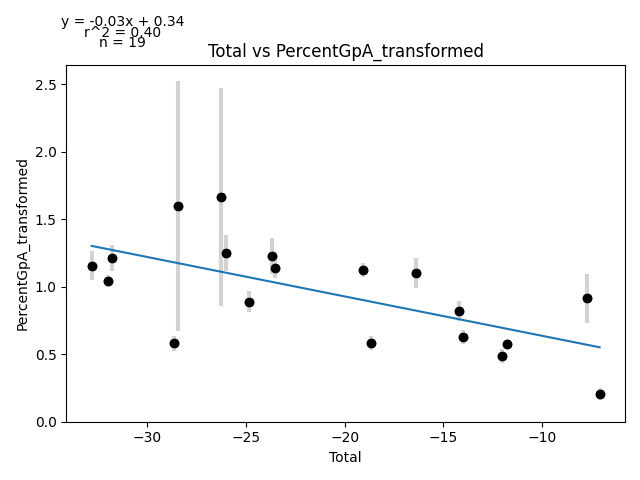 y = -0.03x + 0.34
r^2 = 0.40
n = 19
Total vs PercentGpA_transformed
PercentGpA_transformed
2.5
2.0
1.5
1.0
0.5
0.0
−30
−25
−20
−15
−10
Total